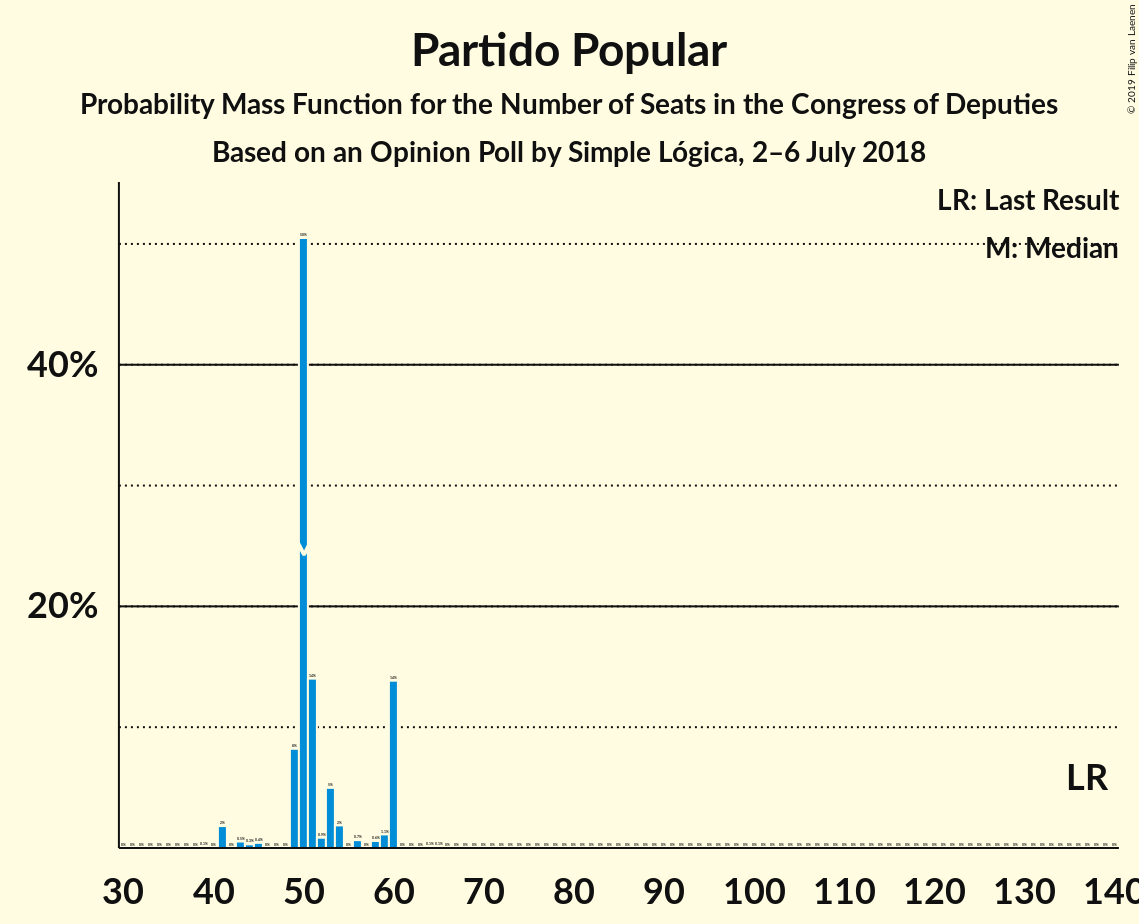 Partido Popular
Probability Mass Function for the Number of Seats in the Congress of Deputies
Based on an Opinion Poll by Simple Lógica, 2–6 July 2018
© 2019 Filip van Laenen
LR: Last Result
M: Median
40%
20%
LR
30 40 50 60 70 80 90 100 110 120 130 140